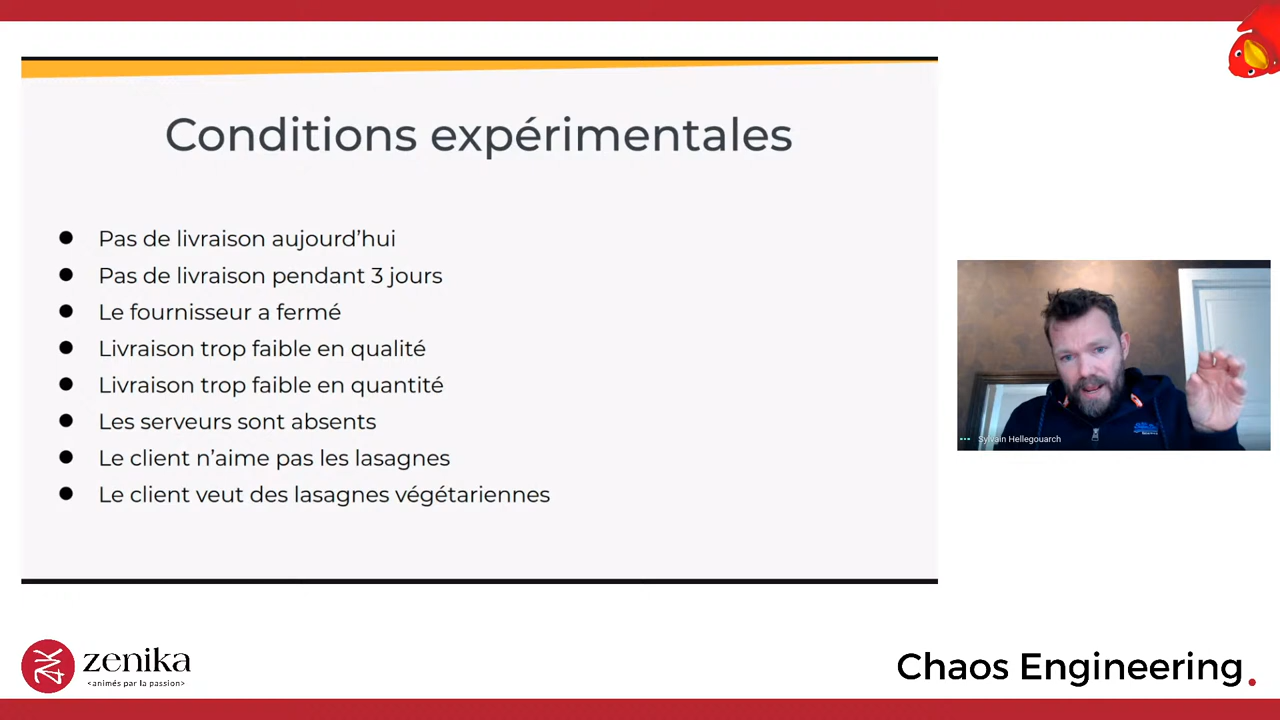 Conditions expérimentales
● Pas de livraison aujourd’hui
● Pas de livraison pendant 3 jours
● Le fournisseur a fermé
● Livraison trop faible en qualité
● Livraison trop faible en quantité
● Les serveurs sont absents
● Le client n’aime pas les lasagnes
● Le client veut des lasagnes végétariennes
Sylvain Hellegouarch
zenika
<animés par la passion>
Chaos Engineering.